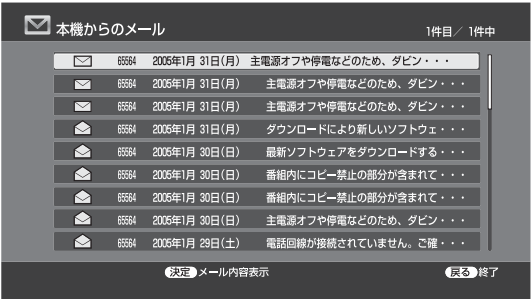 本機からのメール 1件目／ 1件中
65564 2005年1月 31日(月) 主電源オフや停電などのため、ダビン・・・
65564 2005年1月 31日(月) 主電源オフや停電などのため、ダビン・・・
65564 2005年1月 31日(月) 主電源オフや停電などのため、ダビン・・・
65564 2005年1月 31日(月) ダウンロードにより新しいソフトウェ・・・
65564 2005年1月 30日(日) 最新ソフトウェアをダウンロードする・・・
65564 2005年1月 30日(日) 番組内にコピー禁止の部分が含まれて・・・
65564 2005年1月 30日(日) 番組内にコピー禁止の部分が含まれて・・・
65564 2005年1月 30日(日) 主電源オフや停電などのため、ダビン・・・
65564 2005年1月 29日(土) 電話回線が接続されていません。ご確・・・
決定 メール内容表示 戻る 終了